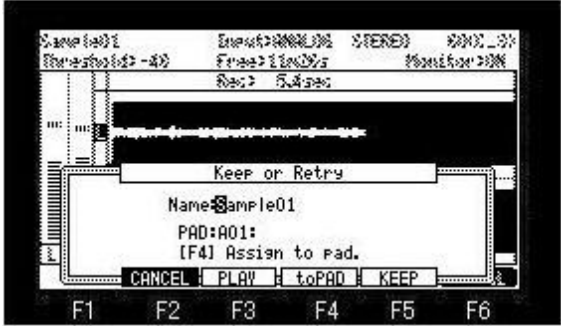 Sample01 Input:ANALOG STEREO
Threshold:-40 Free:11m26s Monitor:ON
Rec: 5.4sec
Keep or Retry
Name:Sample01
PAD:A01:
[F4] Assign to pad.
CANCEL PLAY toPAD KEEP
F1 F2 F3 F4 F5 F6